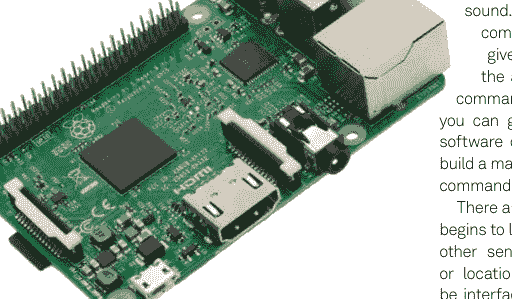 sound.
com
give
the a
comman
you can g
software o
build a ma
command
There a
begins to l
other sen
or locatio
be interfac
HDMI